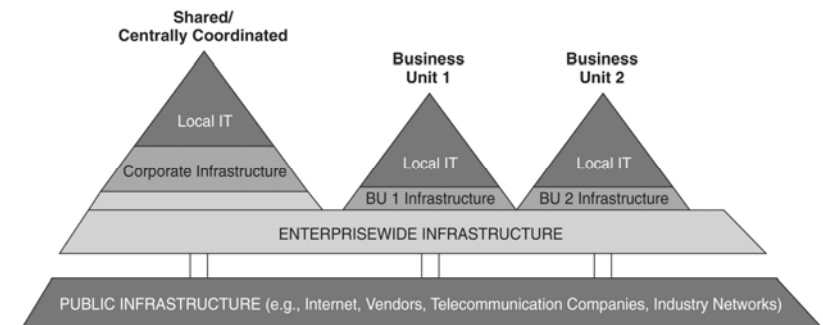 Shared/
Centrally Coordinated
Business
Unit 1
Business
Unit 2
Local IT
Local IT
Local IT
Corporate Infrastructure
BU 1 Infrastructure
BU 2 Infrastructure
ENTERPRISEWIDE INFRASTRUCTURE
PUBLIC INFRASTRUCTURE (e.g., Internet, Vendors, Telecommunication Companies, Industry Networks)